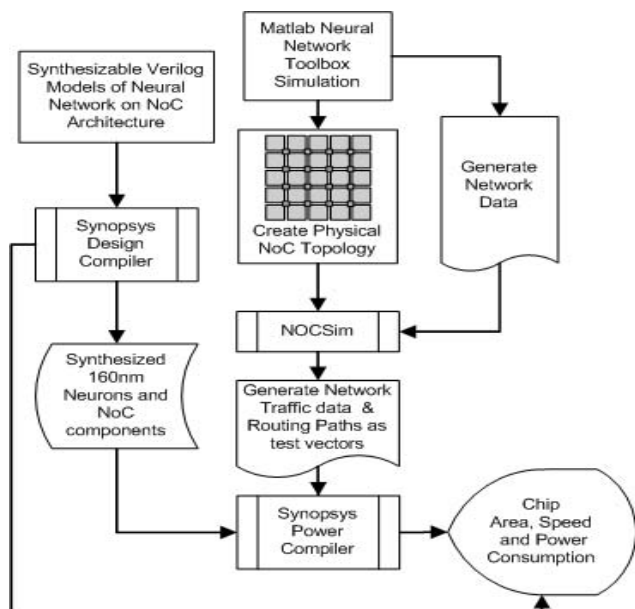 Synthesizable Verilog
Models of Neural
Network on NoC
Architecture
Matlab Neural
Network
Toolbox
Simulation
Generate
Network
Data
Create Physical
NoC Topology
Synopsys
Design
Compiler
NOCSim
Synthesized
160nm
Neurons and
NoC
components
Generate Network
Traffic data &
Routing Paths as
test vectors
Synopsys
Power
Compiler
Chip
Area, Speed
and Power
Consumption